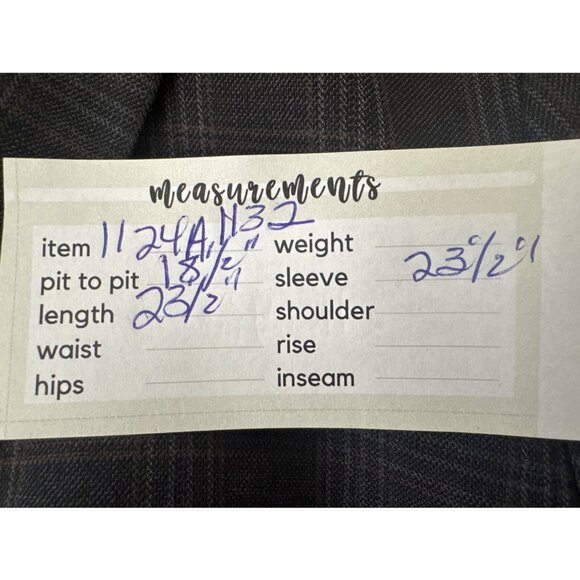 measurements
item 1124A1132 weight
pit to pit 18 1/2" sleeve 23 1/2"
length 23 1/2" shoulder
waist rise
hips inseam